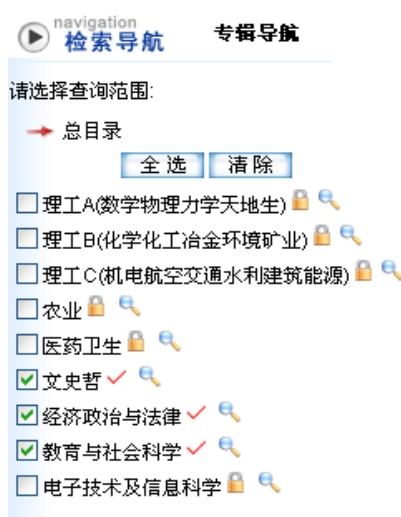 navigation
检索导航 专辑导航
请选择查询范围:
总目录
全选 清除
理工A(数学物理力学天地生)
理工B(化学化工冶金环境矿业)
理工C(机电航空交通水利建筑能源)
农业
医药卫生
文史哲
经济政治与法律
教育与社会科学
电子技术及信息科学